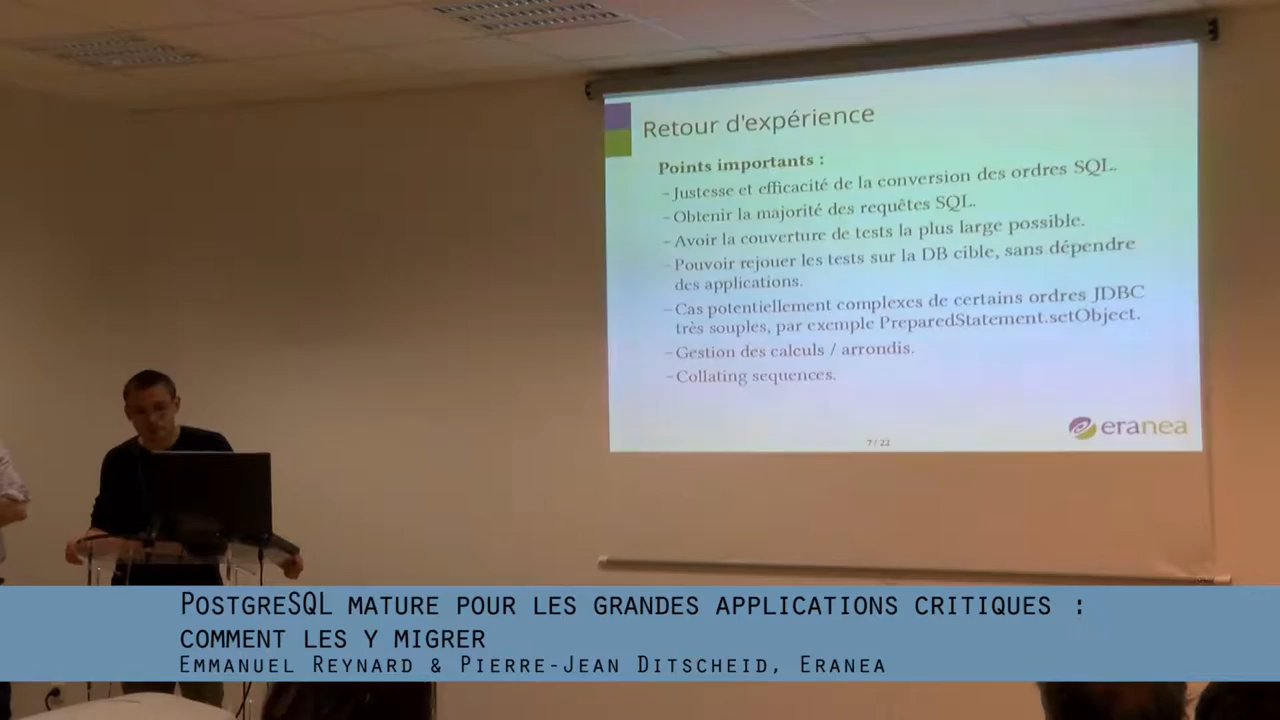 Retour d'expérience
Points importants :
– Justesse et efficacité de la conversion des ordres SQL.
– Obtenir la majorité des requêtes SQL.
– Avoir la couverture de tests la plus large possible.
– Pouvoir rejouer les tests sur la DB cible, sans dépendre
des applications.
– Cas potentiellement complexes de certains ordres JDBC
très souples, par exemple PreparedStatement.setObject.
– Gestion des calculs / arrondis.
– Collating sequences.
eranea
7 / 22
PostgreSQL mature pour les grandes applications critiques :
comment les y migrer
Emmanuel Reynard & Pierre-Jean Ditscheid, Eranea